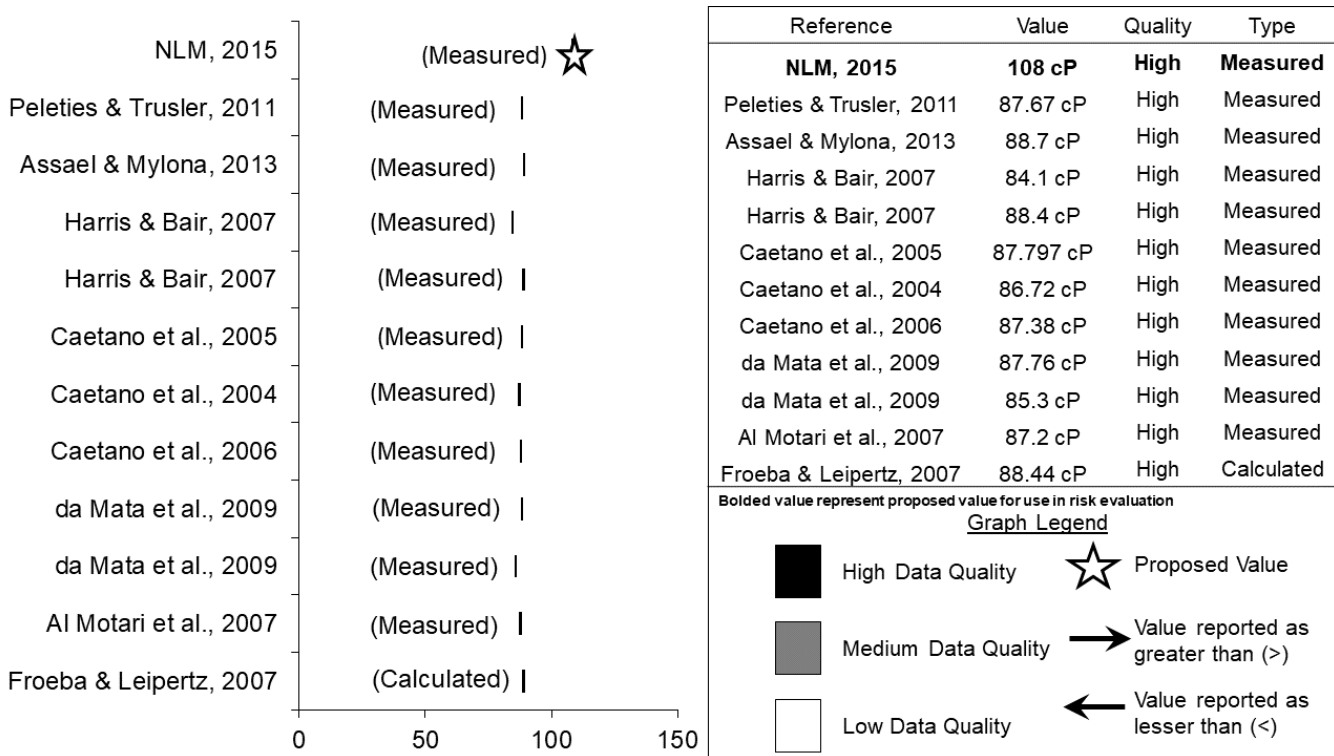 NLM, 2015 (Measured)
Peleties & Trusler, 2011 (Measured)
Assael & Mylona, 2013 (Measured)
Harris & Bair, 2007 (Measured)
Harris & Bair, 2007 (Measured)
Caetano et al., 2005 (Measured)
Caetano et al., 2004 (Measured)
Caetano et al., 2006 (Measured)
da Mata et al., 2009 (Measured)
da Mata et al., 2009 (Measured)
Al Motari et al., 2007 (Measured)
Froeba & Leipertz, 2007 (Calculated)
0 50 100 150
Reference Value Quality Type
NLM, 2015 108 cP High Measured
Peleties & Trusler, 2011 87.67 cP High Measured
Assael & Mylona, 2013 88.7 cP High Measured
Harris & Bair, 2007 84.1 cP High Measured
Harris & Bair, 2007 88.4 cP High Measured
Caetano et al., 2005 87.797 cP High Measured
Caetano et al., 2004 86.72 cP High Measured
Caetano et al., 2006 87.38 cP High Measured
da Mata et al., 2009 87.76 cP High Measured
da Mata et al., 2009 85.3 cP High Measured
Al Motari et al., 2007 87.2 cP High Measured
Froeba & Leipertz, 2007 88.44 cP High Calculated
Bolded value represent proposed value for use in risk evaluation
Graph Legend
High Data Quality
Proposed Value
Medium Data Quality
Value reported as
greater than (>)
Low Data Quality
Value reported as
lesser than (<)